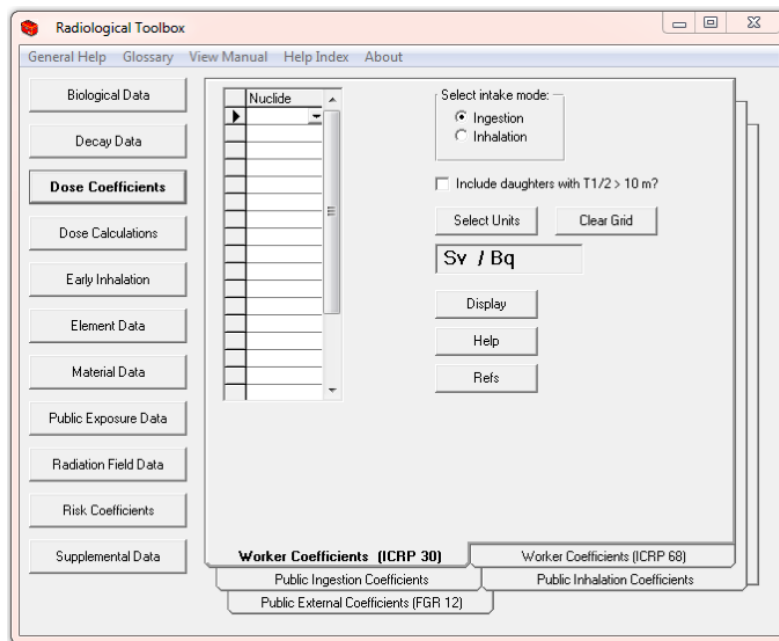 Radiological Toolbox
General Help Glossary View Manual Help Index About
Biological Data
Decay Data
Dose Coefficients
Dose Calculations
Early Inhalation
Element Data
Material Data
Public Exposure Data
Radiation Field Data
Risk Coefficients
Supplemental Data
Nuclide
Select intake mode:
Ingestion
Inhalation
Include daughters with T1/2 > 10 m?
Select Units Clear Grid
Sv / Bq
Display
Help
Refs
Worker Coefficients (ICRP 30) Worker Coefficients (ICRP 68)
Public Ingestion Coefficients Public Inhalation Coefficients
Public External Coefficients (FGR 12)